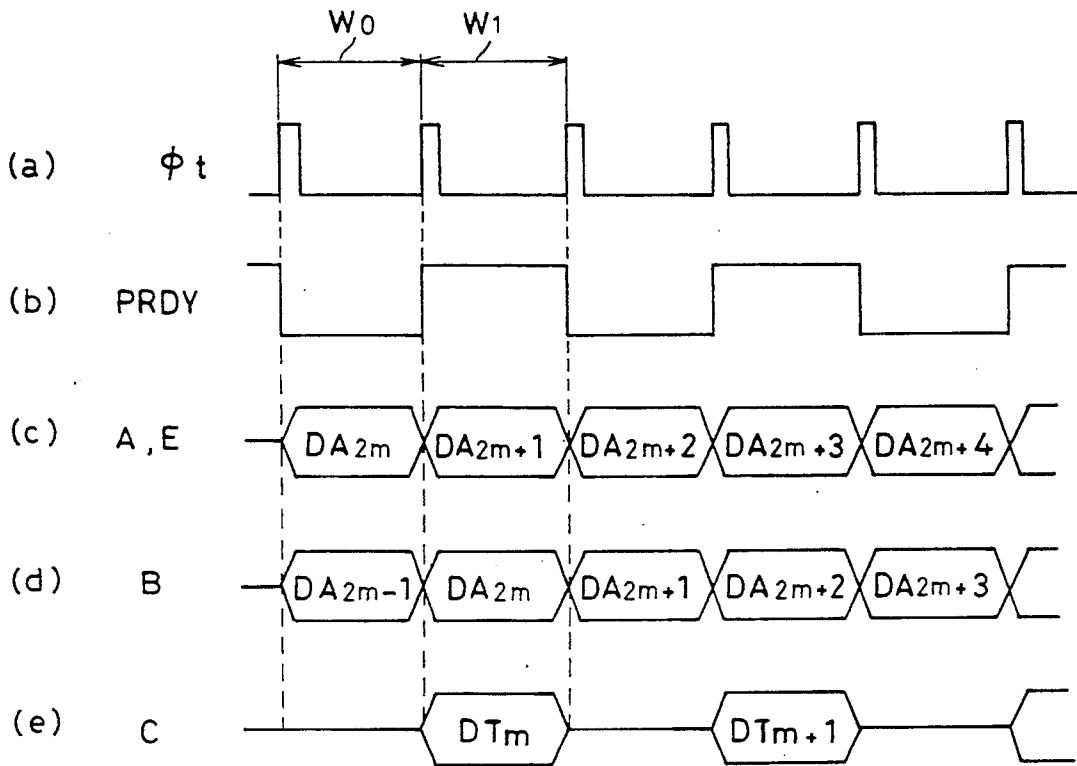 W0 W1
(a) φt
(b) PRDY
(c) A,E DA2m DA2m+1 DA2m+2 DA2m+3 DA2m+4
(d) B DA2m-1 DA2m DA2m+1 DA2m+2 DA2m+3
(e) C DTm DTm+1